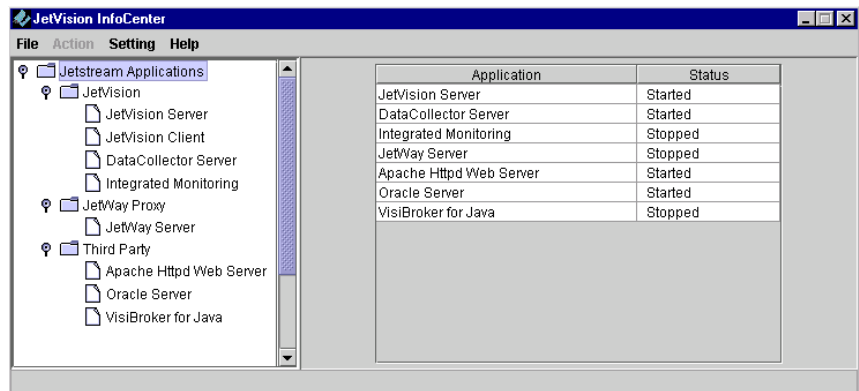 JetVision InfoCenter
File Action Setting Help
Jetstream Applications
JetVision
JetVision Server
JetVision Client
DataCollector Server
Integrated Monitoring
JetWay Proxy
JetWay Server
Third Party
Apache Httpd Web Server
Oracle Server
VisiBroker for Java
Application Status
JetVision Server Started
DataCollector Server Started
Integrated Monitoring Stopped
JetWay Server Stopped
Apache Httpd Web Server Started
Oracle Server Started
VisiBroker for Java Stopped